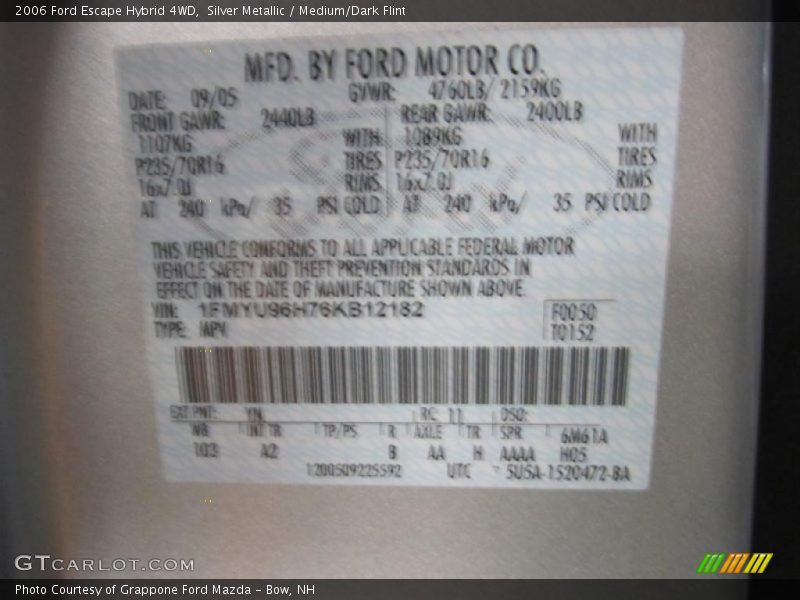 2006 Ford Escape Hybrid 4WD, Silver Metallic / Medium/Dark Flint
MFD. BY FORD MOTOR CO.
DATE: 09/05 GVWR: 4760LB/ 2159KG
FRONT GAWR: 2440LB REAR GAWR: 2400LB
1107KG WITH 1089KG WITH
P235/70R16 TIRES P235/70R16 TIRES
16x7.0J RIMS 16x7.0J RIMS
AT 240 kPa/ 35 PSI COLD AT 240 kPa/ 35 PSI COLD
THIS VEHICLE CONFORMS TO ALL APPLICABLE FEDERAL MOTOR
VEHICLE SAFETY AND THEFT PREVENTION STANDARDS IN
EFFECT ON THE DATE OF MANUFACTURE SHOWN ABOVE.
VIN: 1FMYU96H76KB12182 F0050
TYPE: MPV T0152
EXT PNT: YN RC: 11 DSO:
WB INT TR TP/PS R AXLE TR SPR 6M61A
103 A2 B AA H AAAA H05
1200509225592 UTC 5U5A-1520472-BA
GTCARLOT.COM
Photo Courtesy of Grappone Ford Mazda - Bow, NH